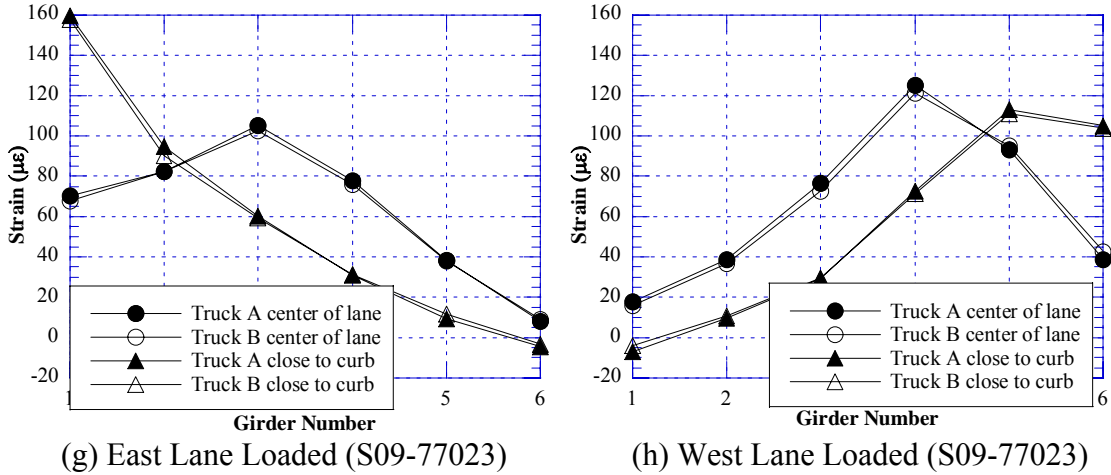 160
140
120
100
80
60
40
20
0
-20
Strain (με)
Truck A center of lane
Truck B center of lane
Truck A close to curb
Truck B close to curb
1 5 6
Girder Number
(g) East Lane Loaded (S09-77023)
160
140
120
100
80
60
40
20
0
-20
Strain (με)
Truck A center of lane
Truck B center of lane
Truck A close to curb
Truck B close to curb
1 2 6
Girder Number
(h) West Lane Loaded (S09-77023)